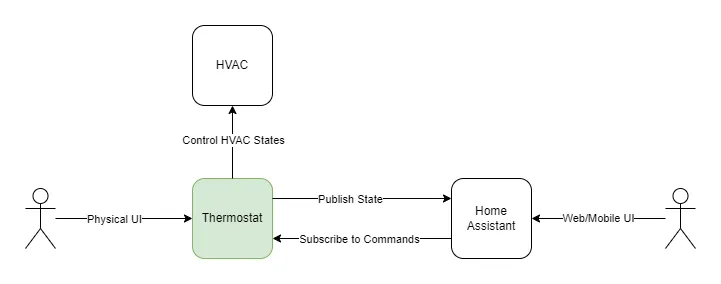 HVAC
Control HVAC States
Physical UI
Thermostat
Publish State
Subscribe to Commands
Home
Assistant
Web/Mobile UI